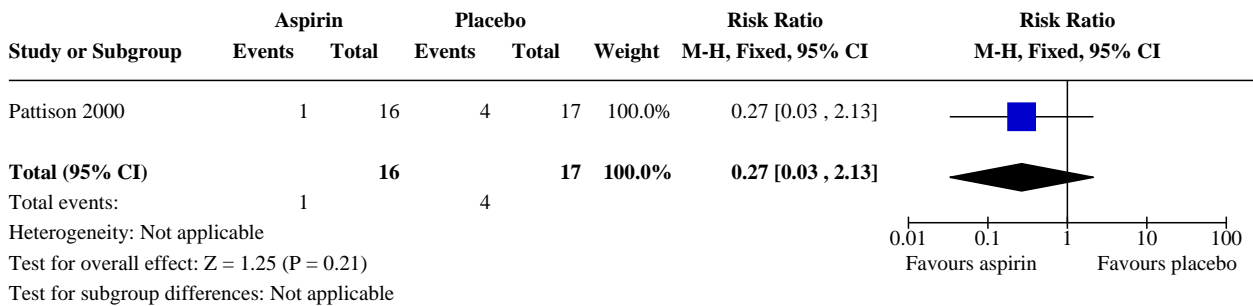 Aspirin Placebo Risk Ratio Risk Ratio
Study or Subgroup Events Total Events Total Weight M-H, Fixed, 95% CI M-H, Fixed, 95% CI
Pattison 2000 1 16 4 17 100.0% 0.27 [0.03 , 2.13]
Total (95% CI) 16 17 100.0% 0.27 [0.03 , 2.13]
Total events: 1 4
Heterogeneity: Not applicable
0.01 0.1 1 10 100
Test for overall effect: Z = 1.25 (P = 0.21)
Favours aspirin Favours placebo
Test for subgroup differences: Not applicable